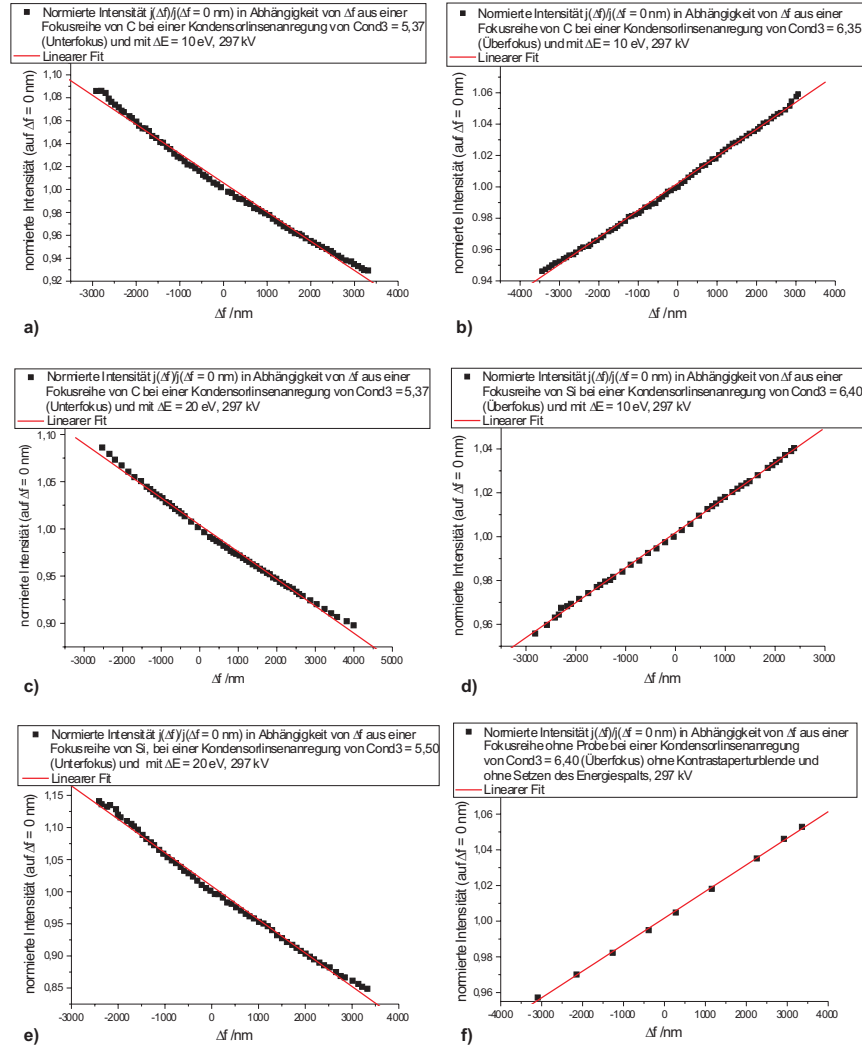 Normierte Intensität j(Δf)/j(Δf = 0 nm) in Abhängigkeit von Δf aus einer
Fokusreihe von C bei einer Kondensorlinsenanregung von Cond3 = 5,37
(Unterfokus) und mit ΔE = 10 eV, 297 kV
Linearer Fit
normierte Intensität (auf Δf = 0 nm)
1,10
1,08
1,06
1,04
1,02
1,00
0,98
0,96
0,94
0,92
-3000 -2000 -1000 0 1000 2000 3000 4000
Δf /nm
a)
Normierte Intensität j(Δf)/j(Δf = 0 nm) in Abhängigkeit von Δf aus einer
Fokusreihe von C bei einer Kondensorlinsenanregung von Cond3 = 6,35
(Überfokus) und mit ΔE = 10 eV, 297 kV
Linearer Fit
normierte Intensität (auf Δf = 0 nm)
1.06
1.04
1.02
1.00
0.98
0.96
0.94
-4000 -3000 -2000 -1000 0 1000 2000 3000 4000
Δf /nm
b)
Normierte Intensität j(Δf)/j(Δf = 0 nm) in Abhängigkeit von Δf aus einer
Fokusreihe von C bei einer Kondensorlinsenanregung von Cond3 = 5,37
(Unterfokus) und mit ΔE = 20 eV, 297 kV
Linearer Fit
normierte Intensität (auf Δf = 0 nm)
1,10
1,05
1,00
0,95
0,90
-3000 -2000 -1000 0 1000 2000 3000 4000 5000
Δf /nm
c)
Normierte Intensität j(Δf)/j(Δf = 0 nm) in Abhängigkeit von Δf aus einer
Fokusreihe von Si bei einer Kondensorlinsenanregung von Cond3 = 6,40
(Überfokus) und mit ΔE = 10 eV, 297 kV
Linearer Fit
normierte Intensität (auf Δf = 0 nm)
1,04
1,02
1,00
0,98
0,96
-3000 -2000 -1000 0 1000 2000 3000
Δf /nm
d)
Normierte Intensität j(Δf)/j(Δf = 0 nm) in Abhängigkeit von Δf aus einer
Fokusreihe von Si, bei einer Kondensorlinsenanregung von Cond3 = 5,50
(Unterfokus) und mit ΔE = 20 eV, 297 kV
Linearer Fit
normierte Intensität (auf Δf = 0 nm)
1,15
1,10
1,05
1,00
0,95
0,90
0,85
-3000 -2000 -1000 0 1000 2000 3000 4000
Δf /nm
e)
Normierte Intensität j(Δf)/j(Δf = 0 nm) in Abhängigkeit von Δf aus einer
Fokusreihe ohne Probe bei einer Kondensorlinsenanregung
von Cond3 = 6,40 (Überfokus) ohne Kontrastaperturblende und
ohne Setzen des Energiespalts, 297 kV
Linearer Fit
normierte Intensität (auf Δf = 0 nm)
1,06
1,04
1,02
1,00
0,98
0,96
-4000 -3000 -2000 -1000 0 1000 2000 3000 4000
Δf /nm
f)